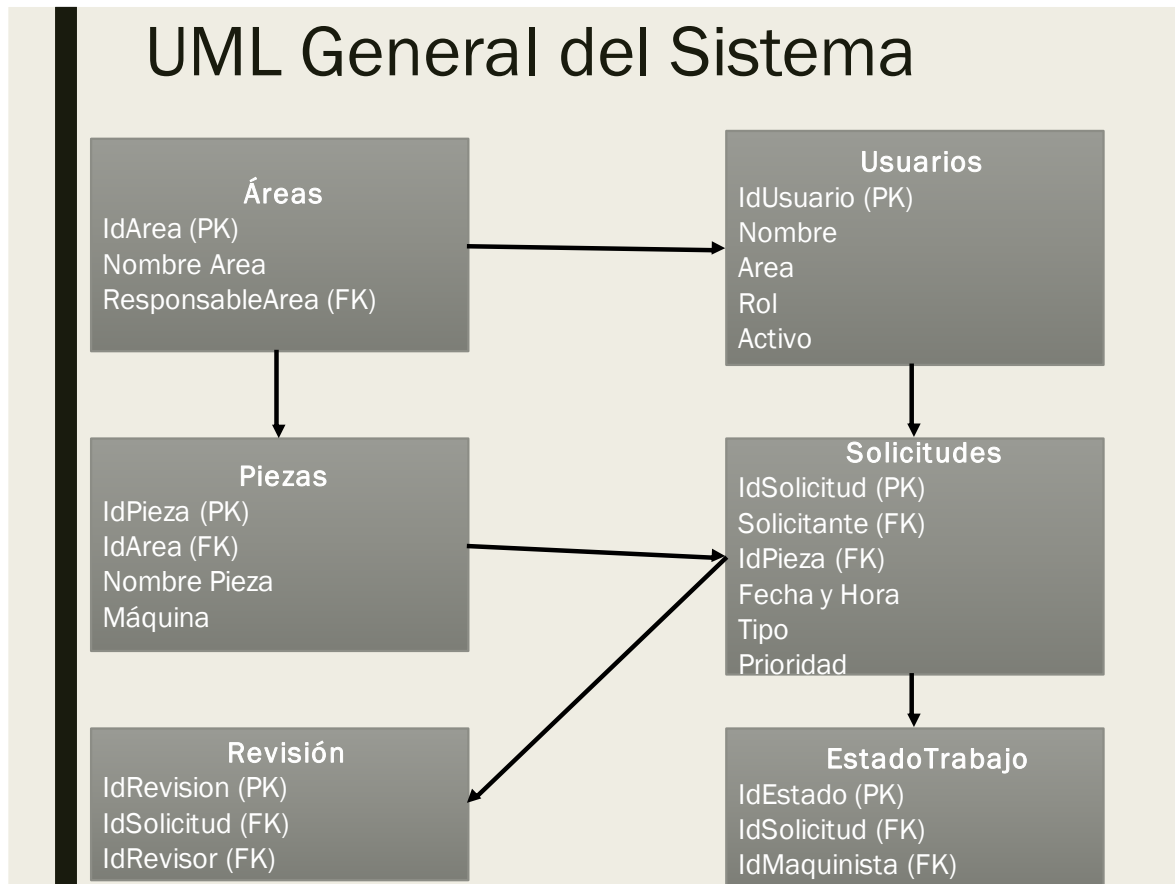 UML General del Sistema
Áreas
IdArea (PK)
Nombre Area
ResponsableArea (FK)
Usuarios
IdUsuario (PK)
Nombre
Area
Rol
Activo
Piezas
IdPieza (PK)
IdArea (FK)
Nombre Pieza
Máquina
Solicitudes
IdSolicitud (PK)
Solicitante (FK)
IdPieza (FK)
Fecha y Hora
Tipo
Prioridad
Revisión
IdRevision (PK)
IdSolicitud (FK)
IdRevisor (FK)
EstadoTrabajo
IdEstado (PK)
IdSolicitud (FK)
IdMaquinista (FK)